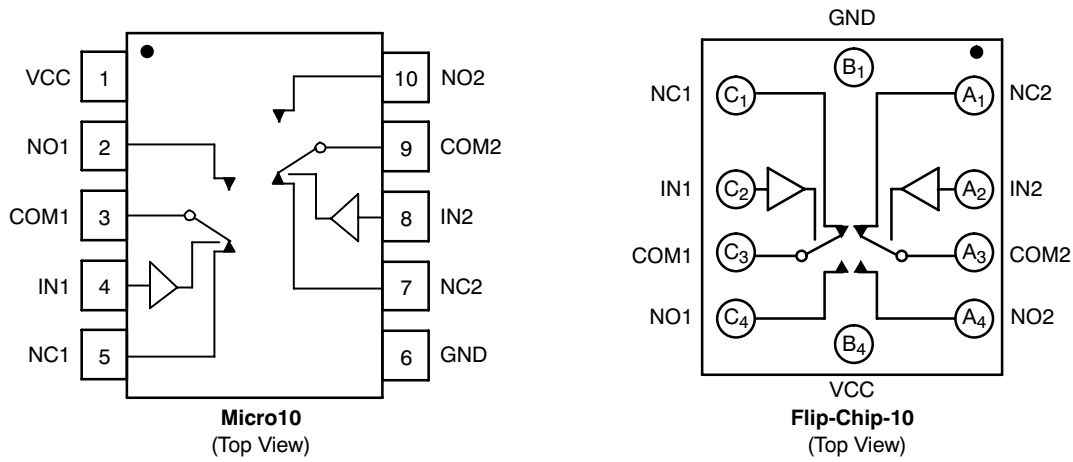 VCC 1
10 NO2
NO1 2
9 COM2
COM1 3
8 IN2
IN1 4
7 NC2
NC1 5
6 GND
Micro10
(Top View)
GND
B1
NC1 C1
A1 NC2
IN1 C2
A2 IN2
COM1 C3
A3 COM2
NO1 C4
A4 NO2
B4
VCC
Flip-Chip-10
(Top View)